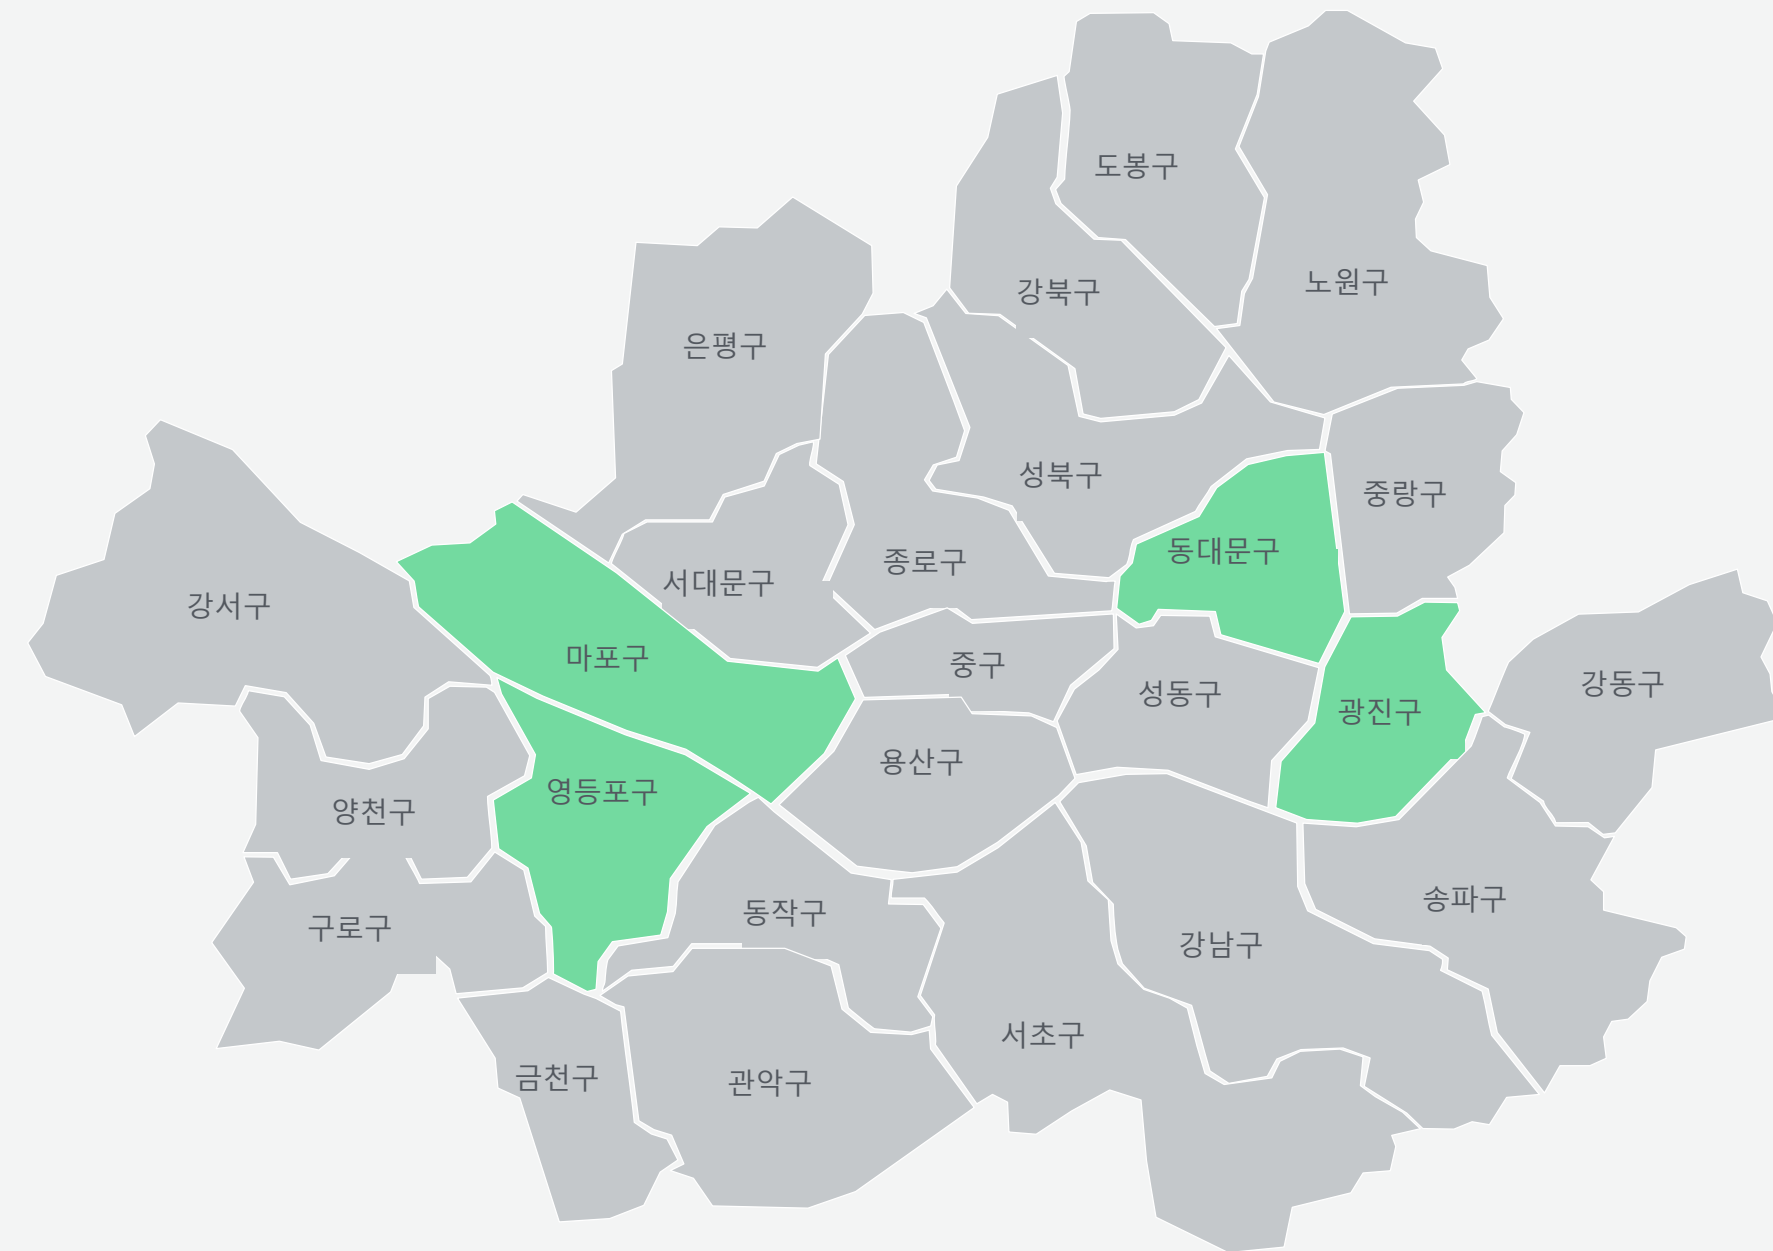 도봉구
노원구
강북구
은평구
성북구
중랑구
동대문구
종로구
서대문구
강서구
마포구
중구
강동구
성동구
광진구
용산구
영등포구
양천구
송파구
동작구
구로구
강남구
서초구
금천구
관악구